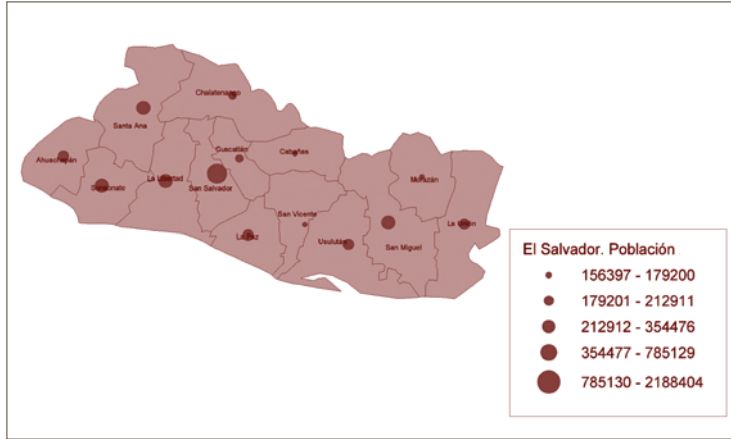 Chalatenango
Santa Ana
Cuscatlán
Cabañas
Ahuachapán
Sonsonate
La Libertad
San Salvador
Morazán
San Vicente
La Paz
Usulután
San Miguel
La Unión
El Salvador. Población
156397 - 179200
179201 - 212911
212912 - 354476
354477 - 785129
785130 - 2188404